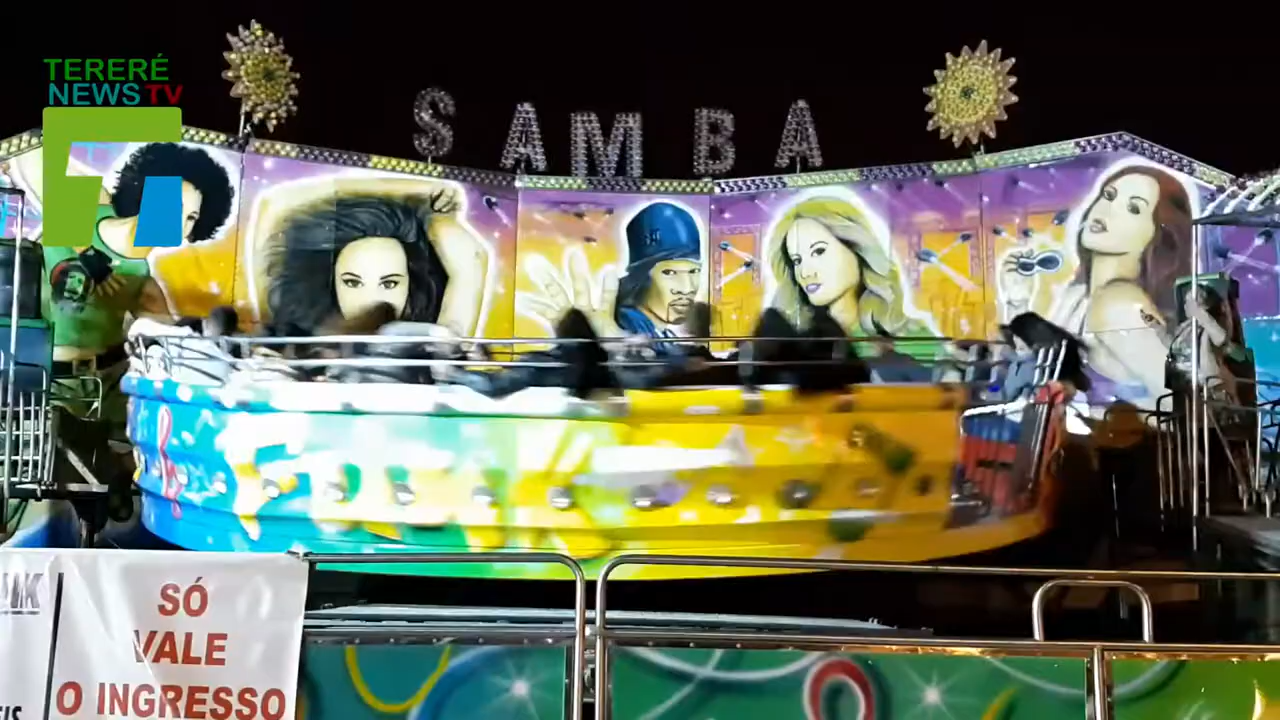 TERERÉ
NEWS TV
SAMBA
SÓ
VALE
O INGRESSO